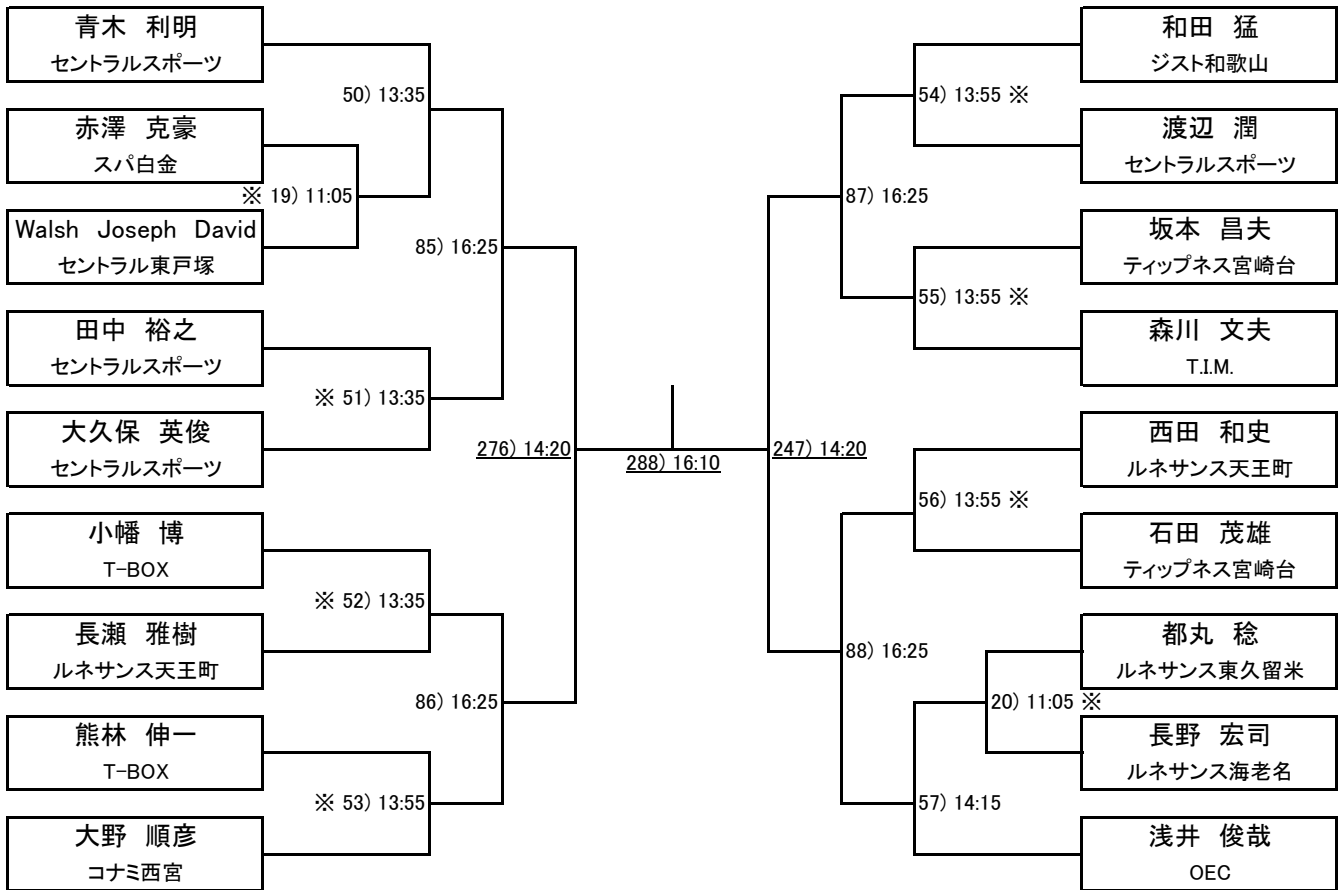 青木　利明
セントラルスポーツ
50) 13:35
赤澤　克豪
スパ白金
※ 19) 11:05
Walsh　Joseph　David
セントラル東戸塚
85) 16:25
田中　裕之
セントラルスポーツ
※ 51) 13:35
大久保　英俊
セントラルスポーツ
276) 14:20
小幡　博
T-BOX
※ 52) 13:35
長瀬　雅樹
ルネサンス天王町
86) 16:25
熊林　伸一
T-BOX
※ 53) 13:55
大野　順彦
コナミ西宮
288) 16:10
和田　猛
ジスト和歌山
54) 13:55 ※
渡辺　潤
セントラルスポーツ
87) 16:25
坂本　昌夫
ティップネス宮崎台
55) 13:55 ※
森川　文夫
T.I.M.
247) 14:20
西田　和史
ルネサンス天王町
56) 13:55 ※
石田　茂雄
ティップネス宮崎台
88) 16:25
都丸　稔
ルネサンス東久留米
20) 11:05 ※
長野　宏司
ルネサンス海老名
57) 14:15
浅井　俊哉
OEC